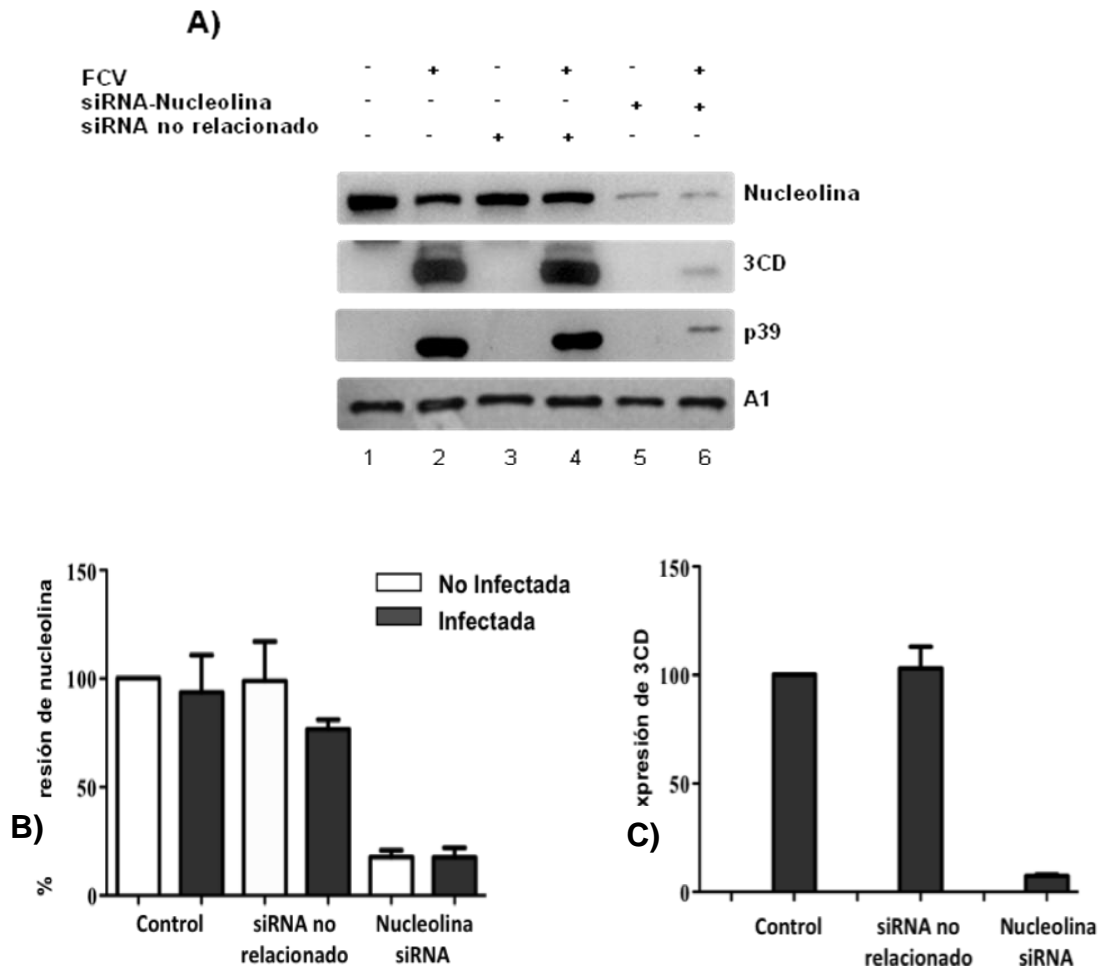 A)
FCV - + - + - +
siRNA-Nucleolina - - - - + +
siRNA no relacionado - - + + - -
Nucleolina
3CD
p39
A1
1 2 3 4 5 6
B)
% resión de nucleolina
150
100
50
0
No Infectada
Infectada
Control
siRNA no relacionado
Nucleolina siRNA
C)
xpresión de 3CD
150
100
50
0
Control
siRNA no relacionado
Nucleolina siRNA